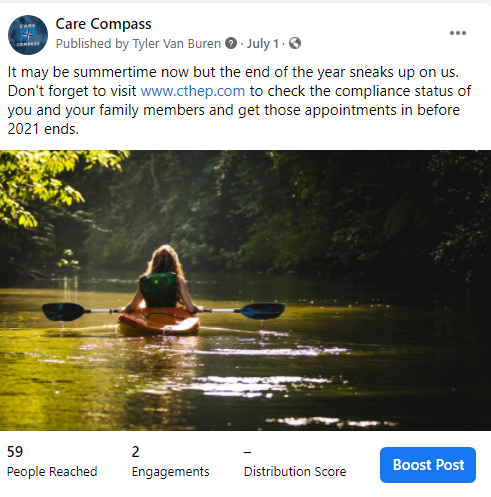 CARE
COMPASS
Care Compass
Published by Tyler Van Buren ? · July 1 ·
It may be summertime now but the end of the year sneaks up on us.
Don't forget to visit www.cthep.com to check the compliance status of
you and your family members and get those appointments in before
2021 ends.
59
People Reached
2
Engagements
–
Distribution Score
Boost Post